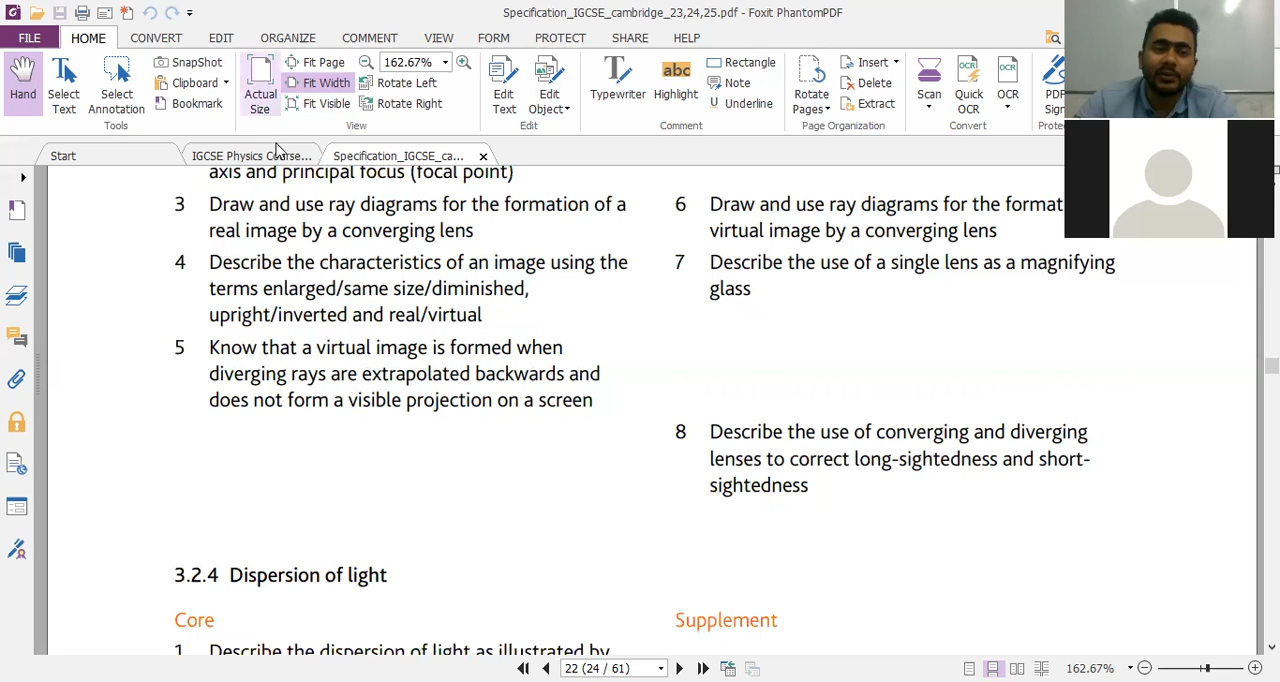 Specification_IGCSE_cambridge_23,24,25.pdf - Foxit PhantomPDF
FILE HOME CONVERT EDIT ORGANIZE COMMENT VIEW FORM PROTECT SHARE HELP
Hand
Select Text
Select Annotation
SnapShot
Clipboard
Bookmark
Tools
Actual Size
Fit Page
Fit Width
Fit Visible
162.67%
Rotate Left
Rotate Right
View
Edit Text
Edit Object
Edit
Typewriter
abc
Highlight
Rectangle
Note
Underline
Comment
Rotate Pages
Insert
Delete
Extract
Page Organization
Scan
OCR
Quick OCR
OCR
OCR
Convert
PDF
Sign
Prote
Start
IGCSE Physics Course...
Specification_IGCSE_ca...
axis and principal focus (focal point)
3 Draw and use ray diagrams for the formation of a
real image by a converging lens
4 Describe the characteristics of an image using the
terms enlarged/same size/diminished,
upright/inverted and real/virtual
5 Know that a virtual image is formed when
diverging rays are extrapolated backwards and
does not form a visible projection on a screen
6 Draw and use ray diagrams for the format
virtual image by a converging lens
7 Describe the use of a single lens as a magnifying
glass
8 Describe the use of converging and diverging
lenses to correct long-sightedness and short-
sightedness
3.2.4 Dispersion of light
Core
Supplement
1 Describe the dispersion of light as illustrated by
22 (24 / 61)
162.67%